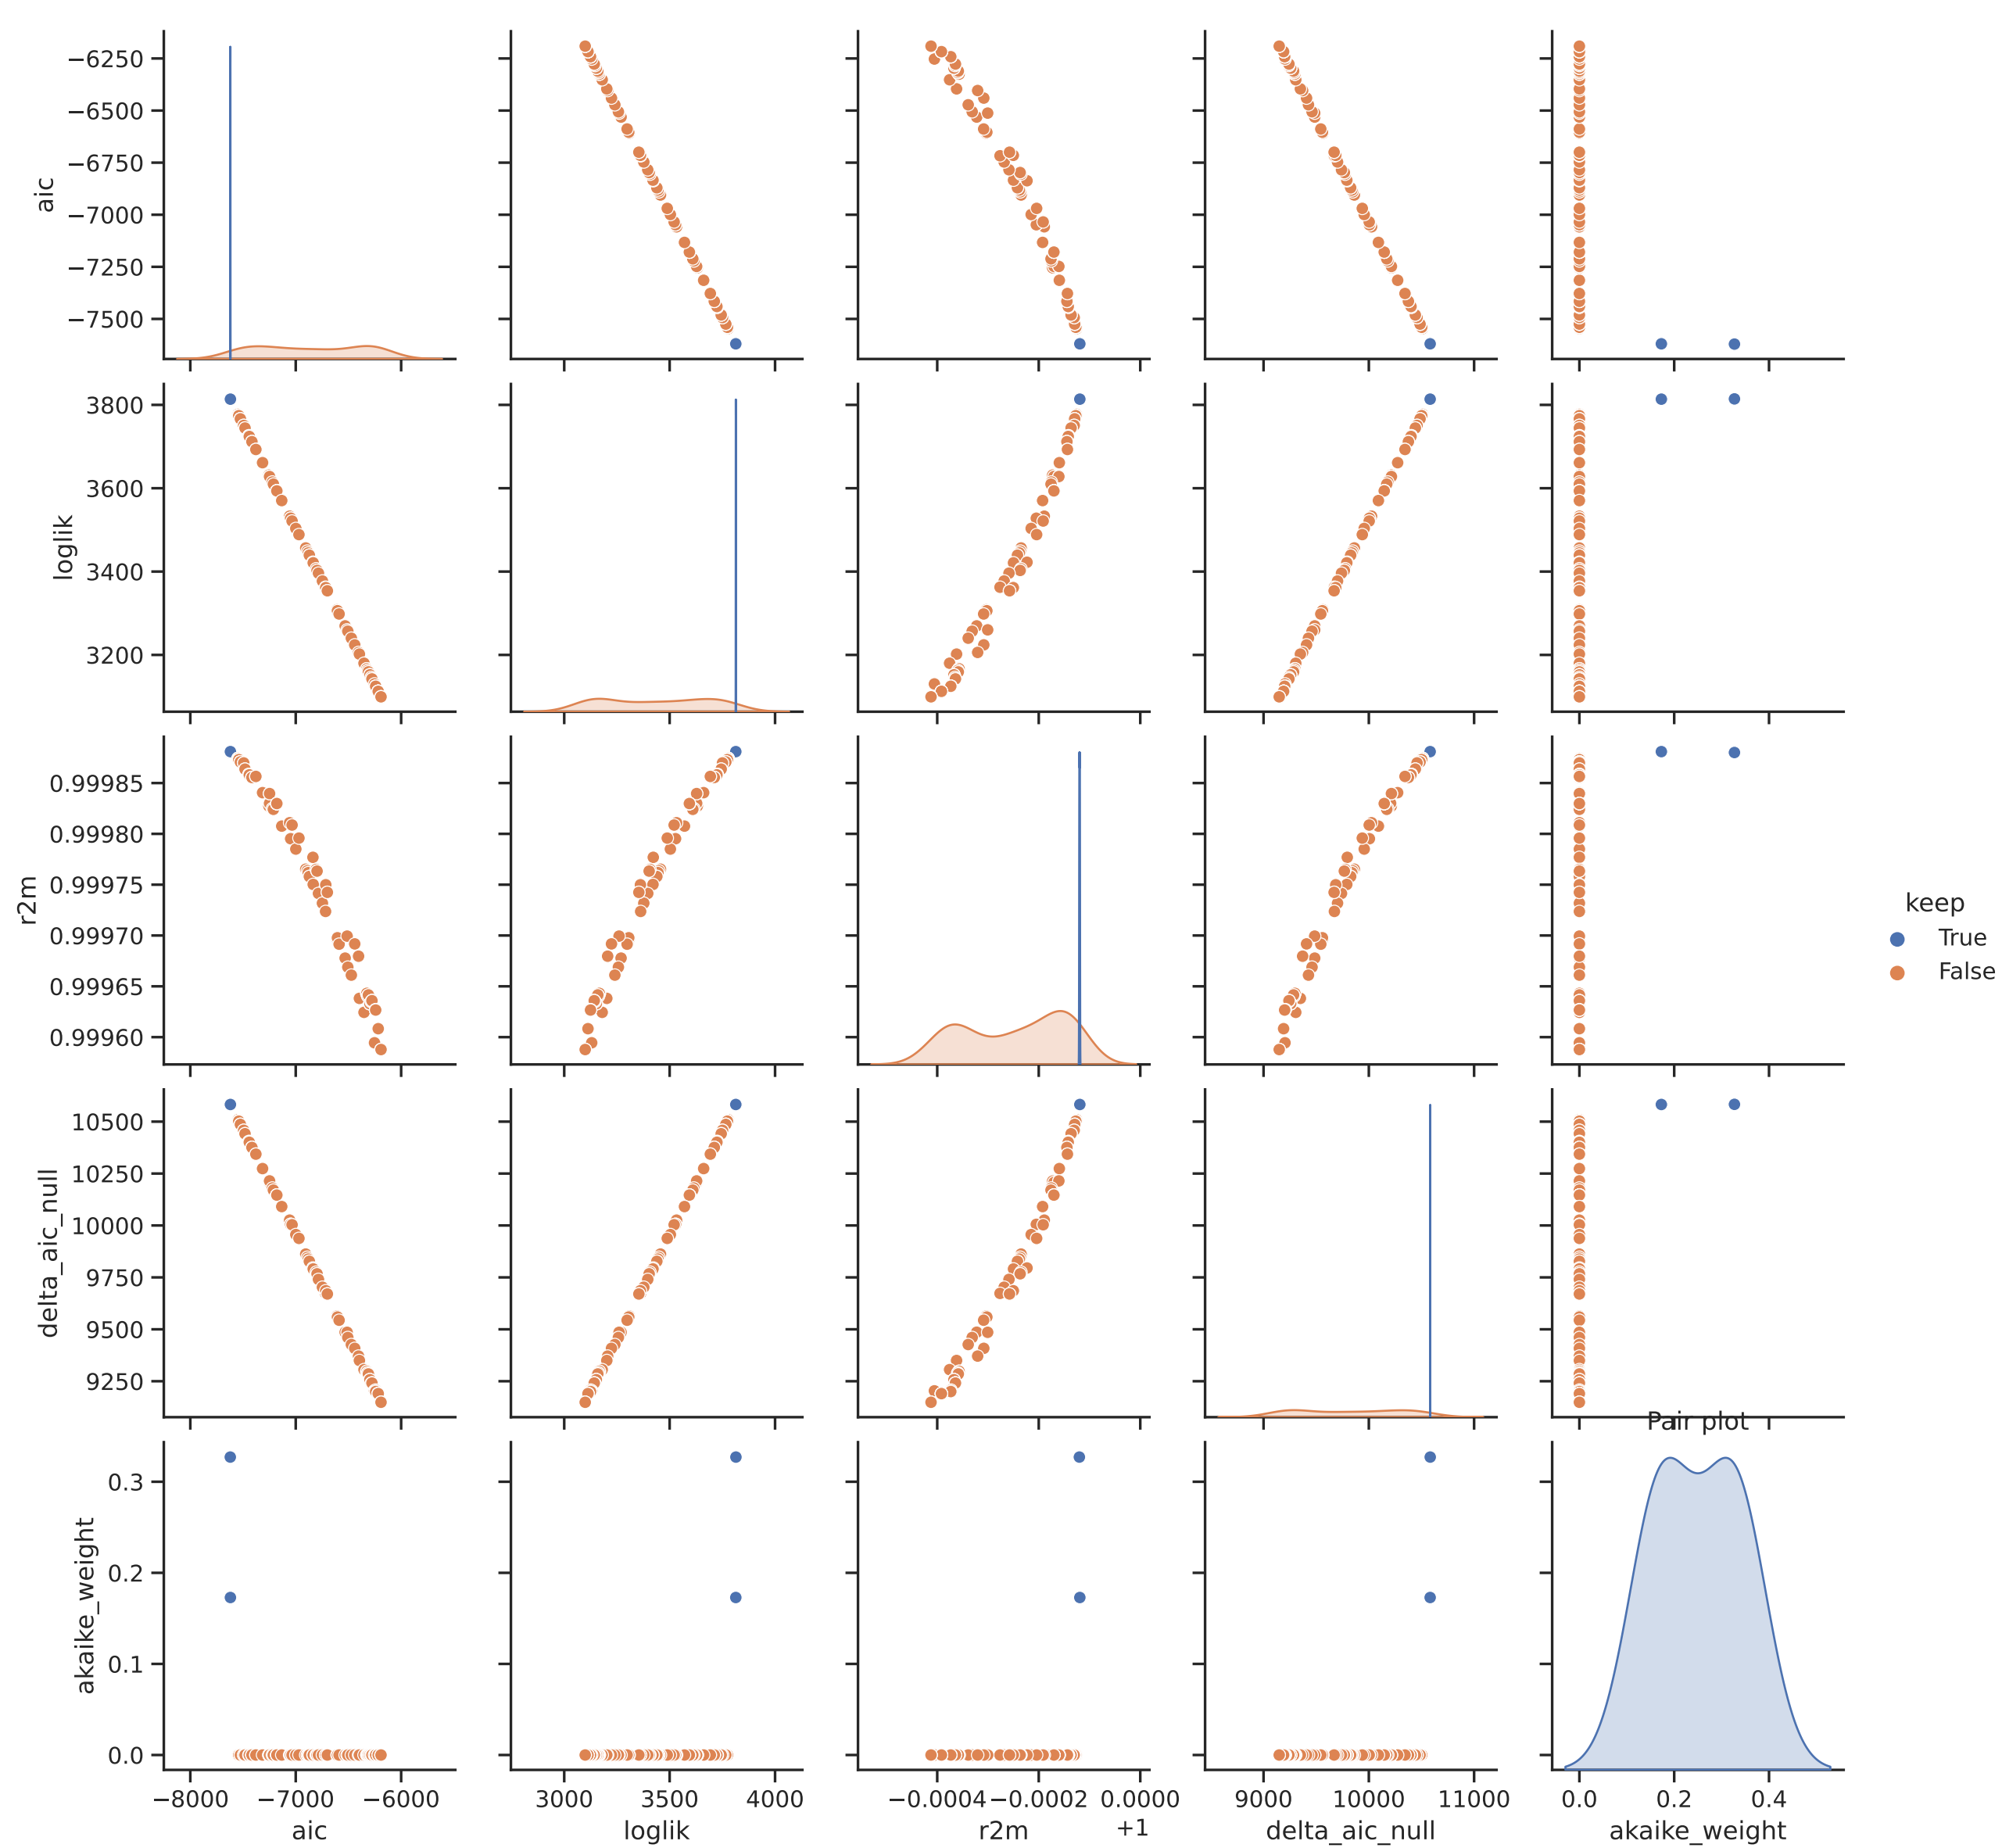 aic
−6250
−6500
−6750
−7000
−7250
−7500
loglik
3800
3600
3400
3200
r2m
0.99985
0.99980
0.99975
0.99970
0.99965
0.99960
keep
True
False
delta_aic_null
10500
10250
10000
9750
9500
9250
Pair plot
akaike_weight
0.3
0.2
0.1
0.0
−8000 −7000 −6000 3000 3500 4000 −0.0004 −0.0002 0.0000 9000 10000 11000 0.0 0.2 0.4
+1
aic loglik r2m delta_aic_null akaike_weight